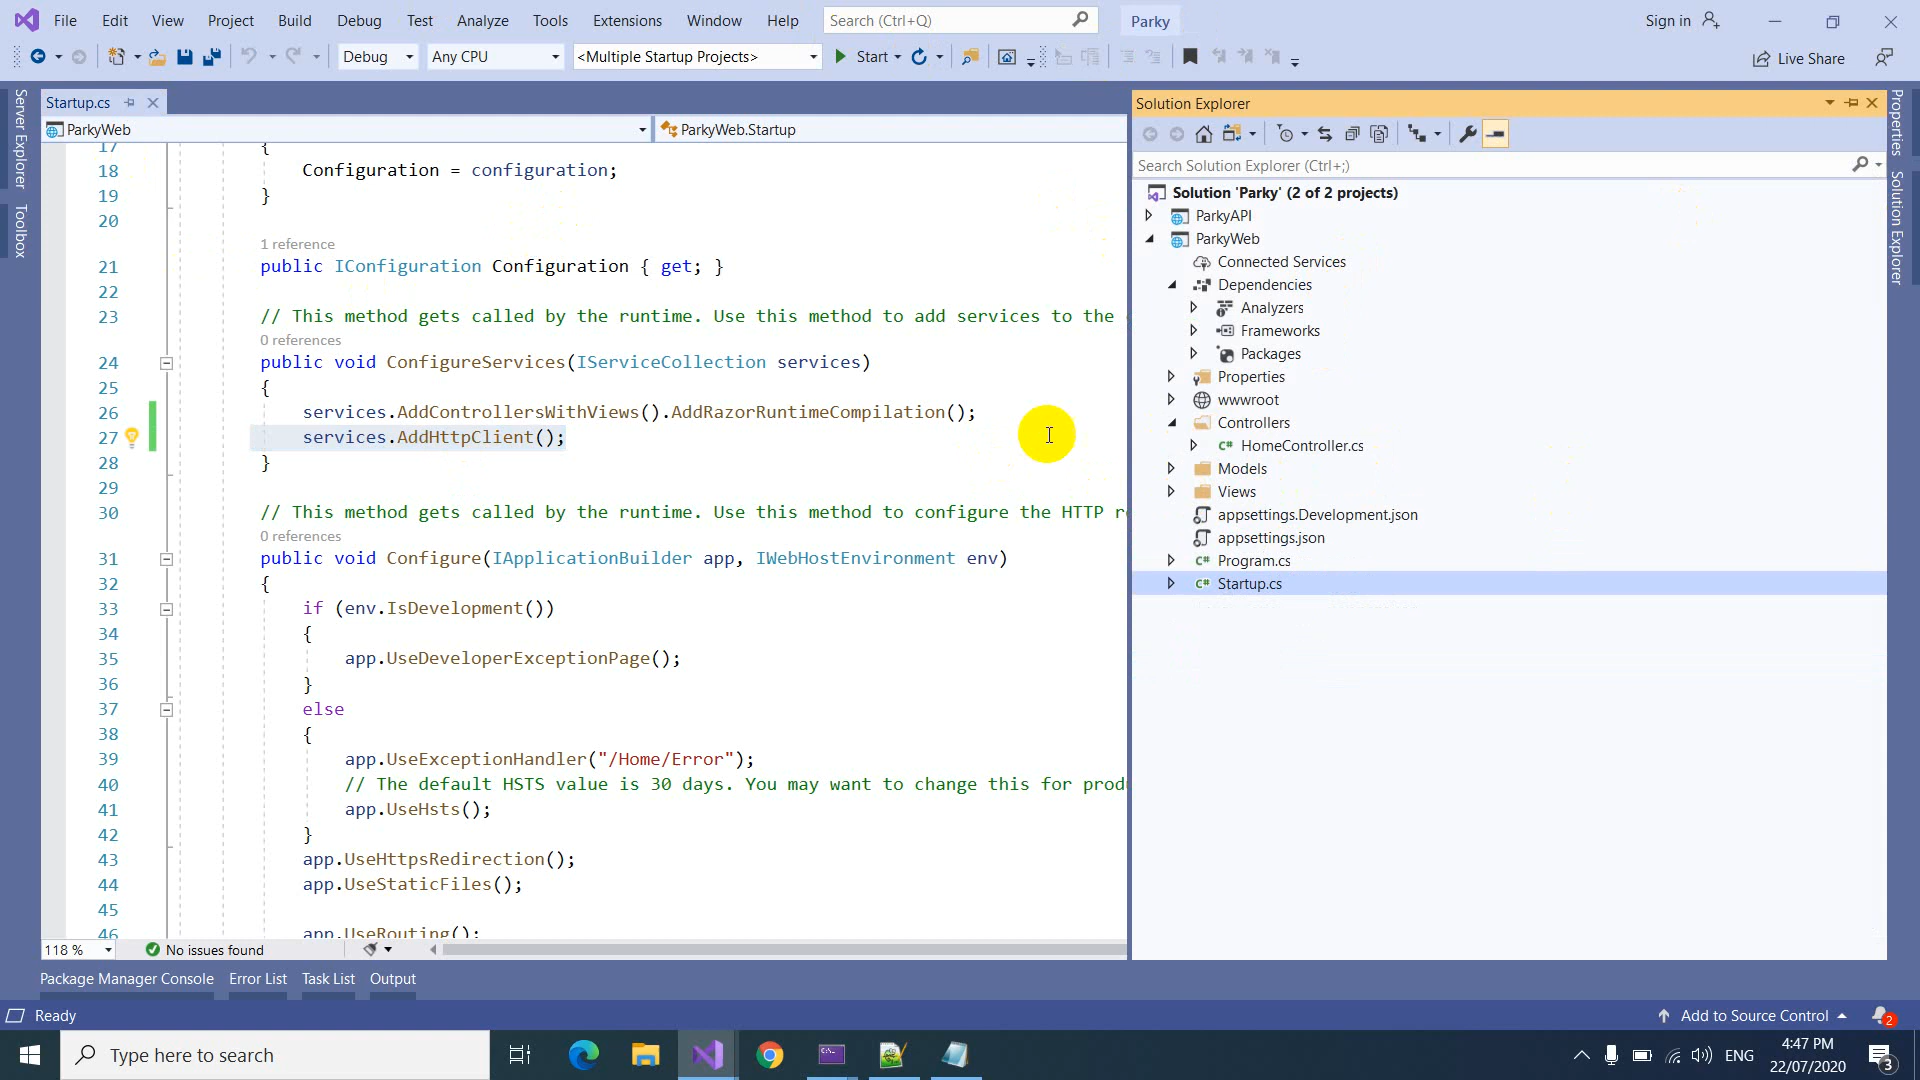 File Edit View Project Build Debug Test Analyze Tools Extensions Window Help Search (Ctrl+Q) Parky Sign in
Debug Any CPU <Multiple Startup Projects> Start Live Share
Server Explorer
Toolbox
Startup.cs
ParkyWeb ParkyWeb.Startup
17 {
18 Configuration = configuration;
19 }
20
1 reference
21 public IConfiguration Configuration { get; }
22
23 // This method gets called by the runtime. Use this method to add services to the
0 references
24 public void ConfigureServices(IServiceCollection services)
25 {
26 services.AddControllersWithViews().AddRazorRuntimeCompilation();
27 services.AddHttpClient();
28 }
29
30 // This method gets called by the runtime. Use this method to configure the HTTP r
0 references
31 public void Configure(IApplicationBuilder app, IWebHostEnvironment env)
32 {
33 if (env.IsDevelopment())
34 {
35 app.UseDeveloperExceptionPage();
36 }
37 else
38 {
39 app.UseExceptionHandler("/Home/Error");
40 // The default HSTS value is 30 days. You may want to change this for prod
41 app.UseHsts();
42 }
43 app.UseHttpsRedirection();
44 app.UseStaticFiles();
45
46 app.UseRouting();
118 % No issues found
Solution Explorer
Search Solution Explorer (Ctrl+;)
Solution 'Parky' (2 of 2 projects)
ParkyAPI
ParkyWeb
Connected Services
Dependencies
Analyzers
Frameworks
Packages
Properties
wwwroot
Controllers
C# HomeController.cs
Models
Views
appsettings.Development.json
appsettings.json
C# Program.cs
C# Startup.cs
Properties
Solution Explorer
Package Manager Console Error List Task List Output
Ready Add to Source Control 2
Type here to search ENG 4:47 PM
22/07/2020 3